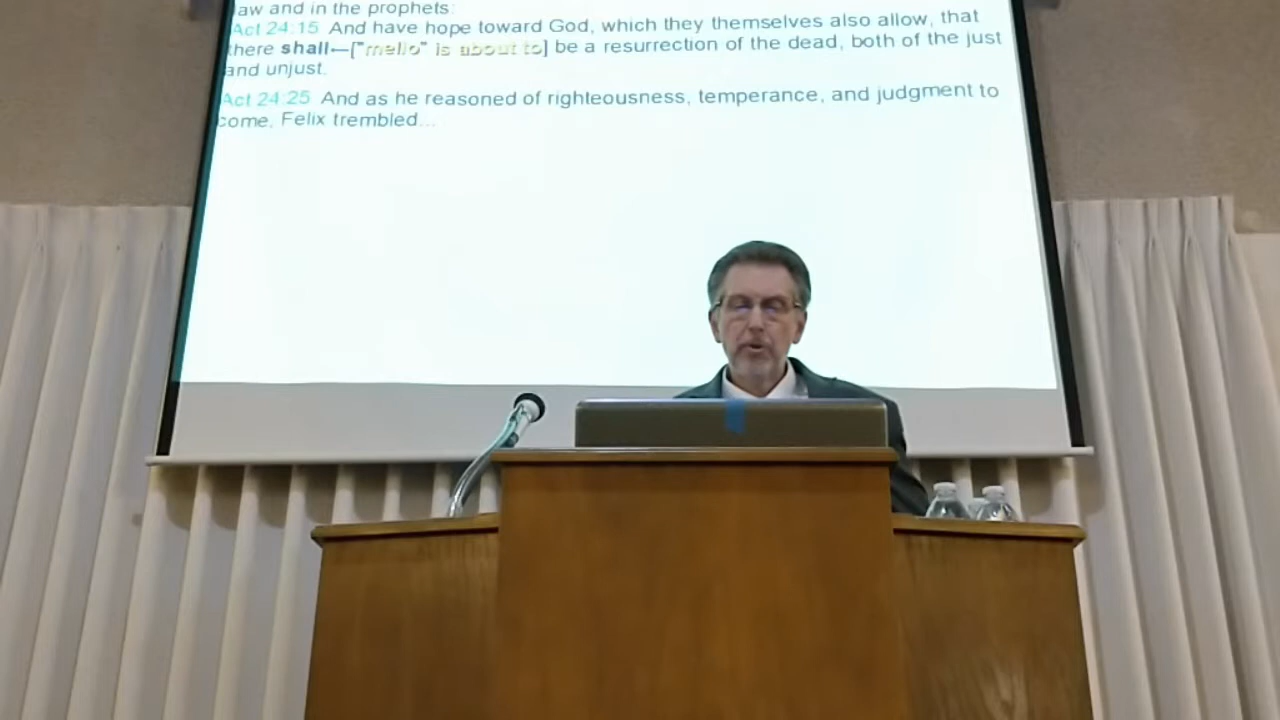 law and in the prophets:
Act 24:15 And have hope toward God, which they themselves also allow, that
there shall—["mello" is about to] be a resurrection of the dead, both of the just
and unjust.
Act 24:25 And as he reasoned of righteousness, temperance, and judgment to
come, Felix trembled...